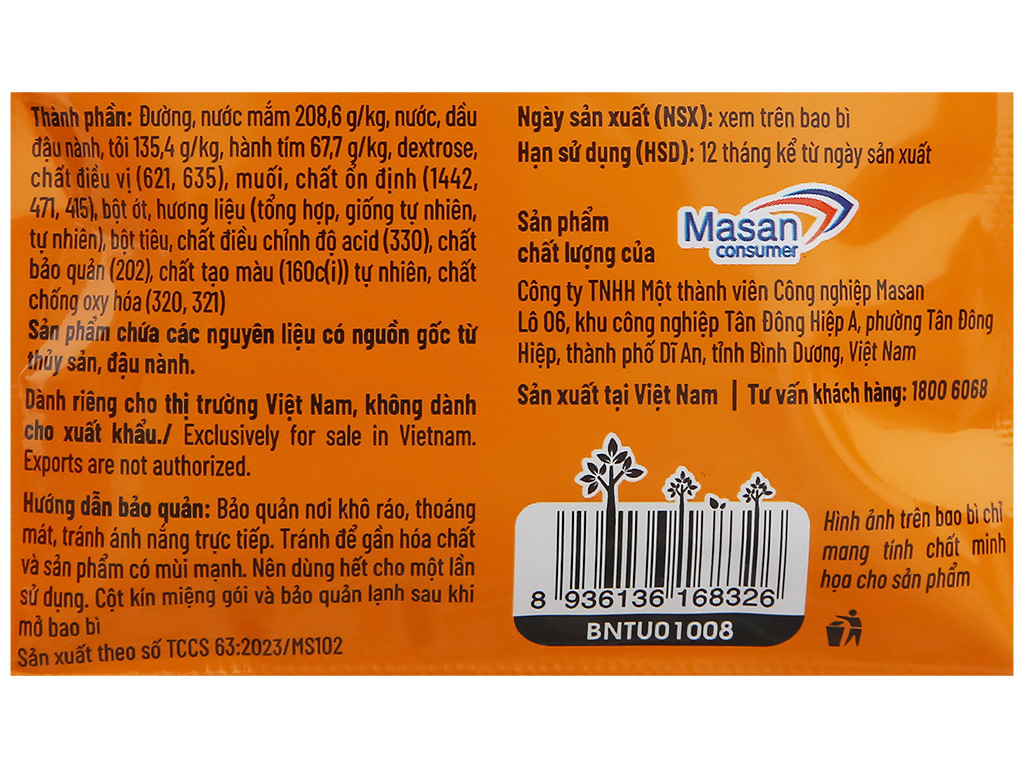 Thành phần: Đường, nước mắm 208,6 g/kg, nước, dầu
đậu nành, tỏi 135,4 g/kg, hành tím 67,7 g/kg, dextrose,
chất điều vị (621, 635), muối, chất ổn định (1442,
471, 415), bột ớt, hương liệu (tổng hợp, giống tự nhiên,
tự nhiên), bột tiêu, chất điều chỉnh độ acid (330), chất
bảo quản (202), chất tạo màu (160c(i)) tự nhiên, chất
chống oxy hóa (320, 321)
Sản phẩm chứa các nguyên liệu có nguồn gốc từ
thủy sản, đậu nành.
Dành riêng cho thị trường Việt Nam, không dành
cho xuất khẩu./ Exclusively for sale in Vietnam.
Exports are not authorized.
Hướng dẫn bảo quản: Bảo quản nơi khô ráo, thoáng
mát, tránh ánh nắng trực tiếp. Tránh để gần hóa chất
và sản phẩm có mùi mạnh. Nên dùng hết cho một lần
sử dụng. Cột kín miệng gói và bảo quản lạnh sau khi
mở bao bì
Sản xuất theo số TCCS 63:2023/MS102
Ngày sản xuất (NSX): xem trên bao bì
Hạn sử dụng (HSD): 12 tháng kể từ ngày sản xuất
Sản phẩm
chất lượng của
Masan
consumer
Công ty TNHH Một thành viên Công nghiệp Masan
Lô 06, khu công nghiệp Tân Đông Hiệp A, phường Tân Đông
Hiệp, thành phố Dĩ An, tỉnh Bình Dương, Việt Nam
Sản xuất tại Việt Nam | Tư vấn khách hàng: 1800 6068
8 936136 168326
BNTU01008
Hình ảnh trên bao bì chỉ
mang tính chất minh
họa cho sản phẩm